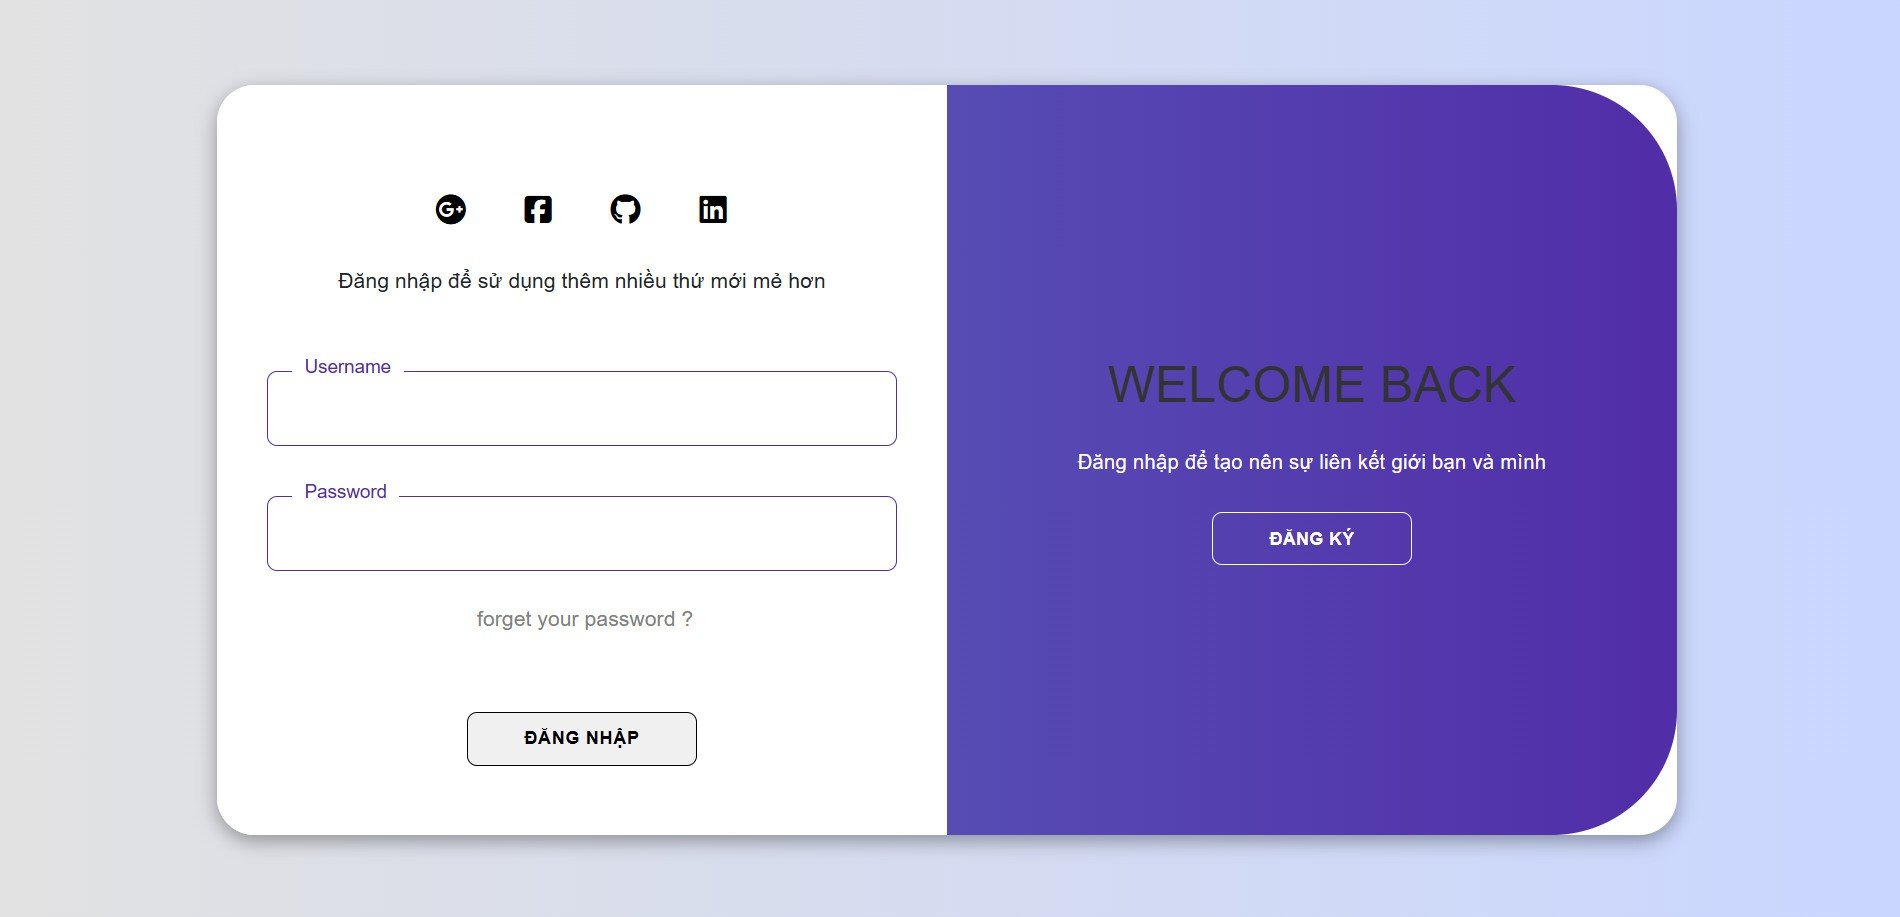 Đăng nhập để sử dụng thêm nhiều thứ mới mẻ hơn
Username
Password
forget your password ?
ĐĂNG NHẬP
WELCOME BACK
Đăng nhập để tạo nên sự liên kết giới bạn và mình
ĐĂNG KÝ